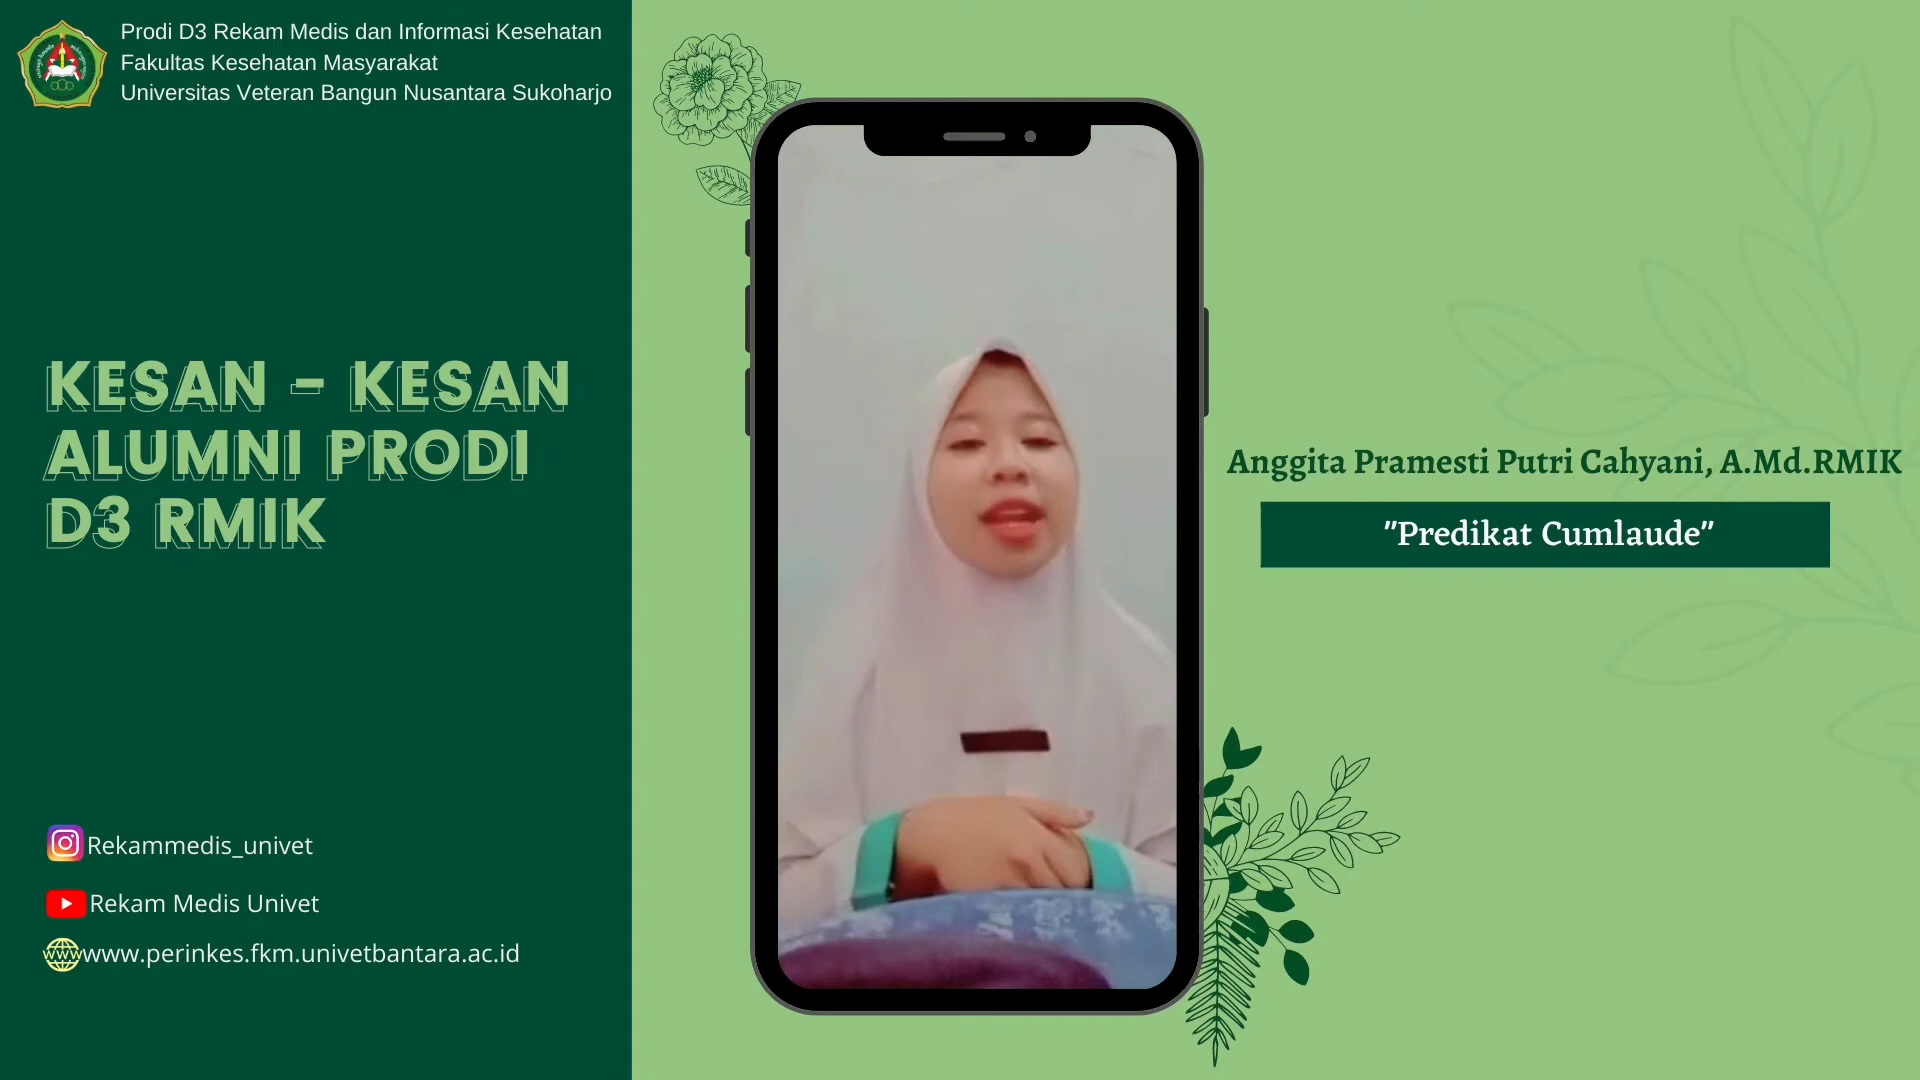 Prodi D3 Rekam Medis dan Informasi Kesehatan
Fakultas Kesehatan Masyarakat
Universitas Veteran Bangun Nusantara Sukoharjo
KESAN - KESAN
ALUMNI PRODI
D3 RMIK
Anggita Pramesti Putri Cahyani, A.Md.RMIK
"Predikat Cumlaude"
Rekammedis_univet
Rekam Medis Univet
www
www.perinkes.fkm.univetbantara.ac.id